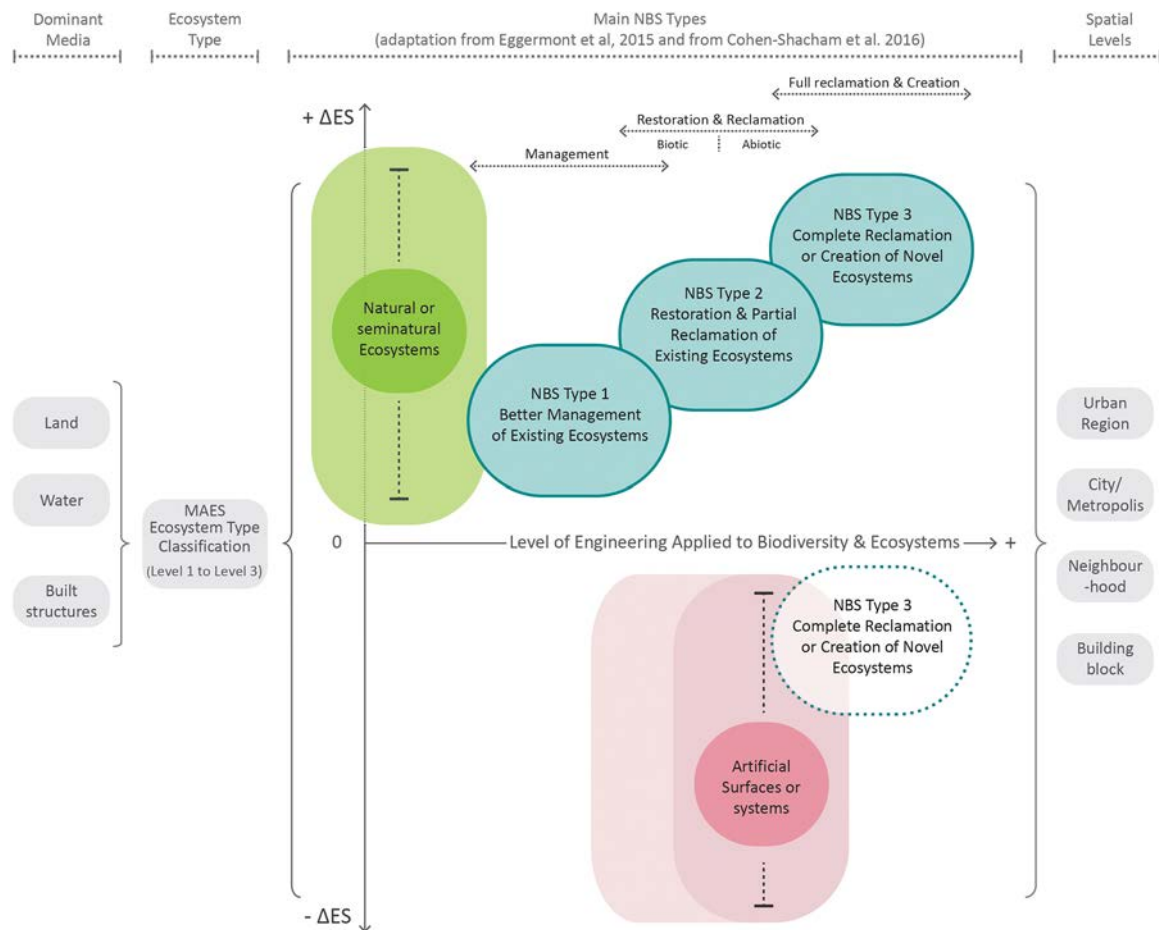 Dominant
Media
Ecosystem
Type
Main NBS Types
(adaptation from Eggermont et al, 2015 and from Cohen-Shacham et al. 2016)
Spatial
Levels
Full reclamation & Creation
+ ΔES
Restoration & Reclamation
Biotic
Abiotic
Management
NBS Type 3
Complete Reclamation
or Creation of Novel
Ecosystems
NBS Type 2
Restoration & Partial
Reclamation of
Existing Ecosystems
Natural or
seminatural
Ecosystems
NBS Type 1
Better Management
of Existing Ecosystems
Land
Water
Built
structures
MAES
Ecosystem Type
Classification
(Level 1 to Level 3)
0
Level of Engineering Applied to Biodiversity & Ecosystems
+
NBS Type 3
Complete Reclamation
or Creation of Novel
Ecosystems
Artificial
Surfaces or
systems
- ΔES
Urban
Region
City/
Metropolis
Neighbour
-hood
Building
block